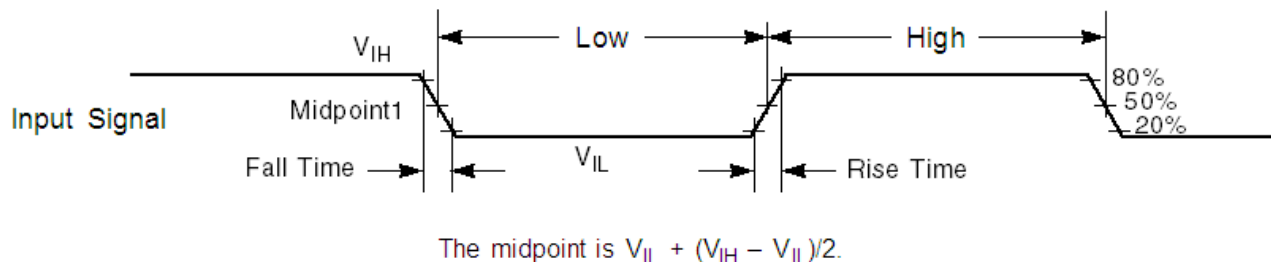 Low
High
VIH
80%
Input Signal
Midpoint1
50%
20%
Fall Time
VIL
Rise Time
The midpoint is VIL + (VIH – VIL)/2.